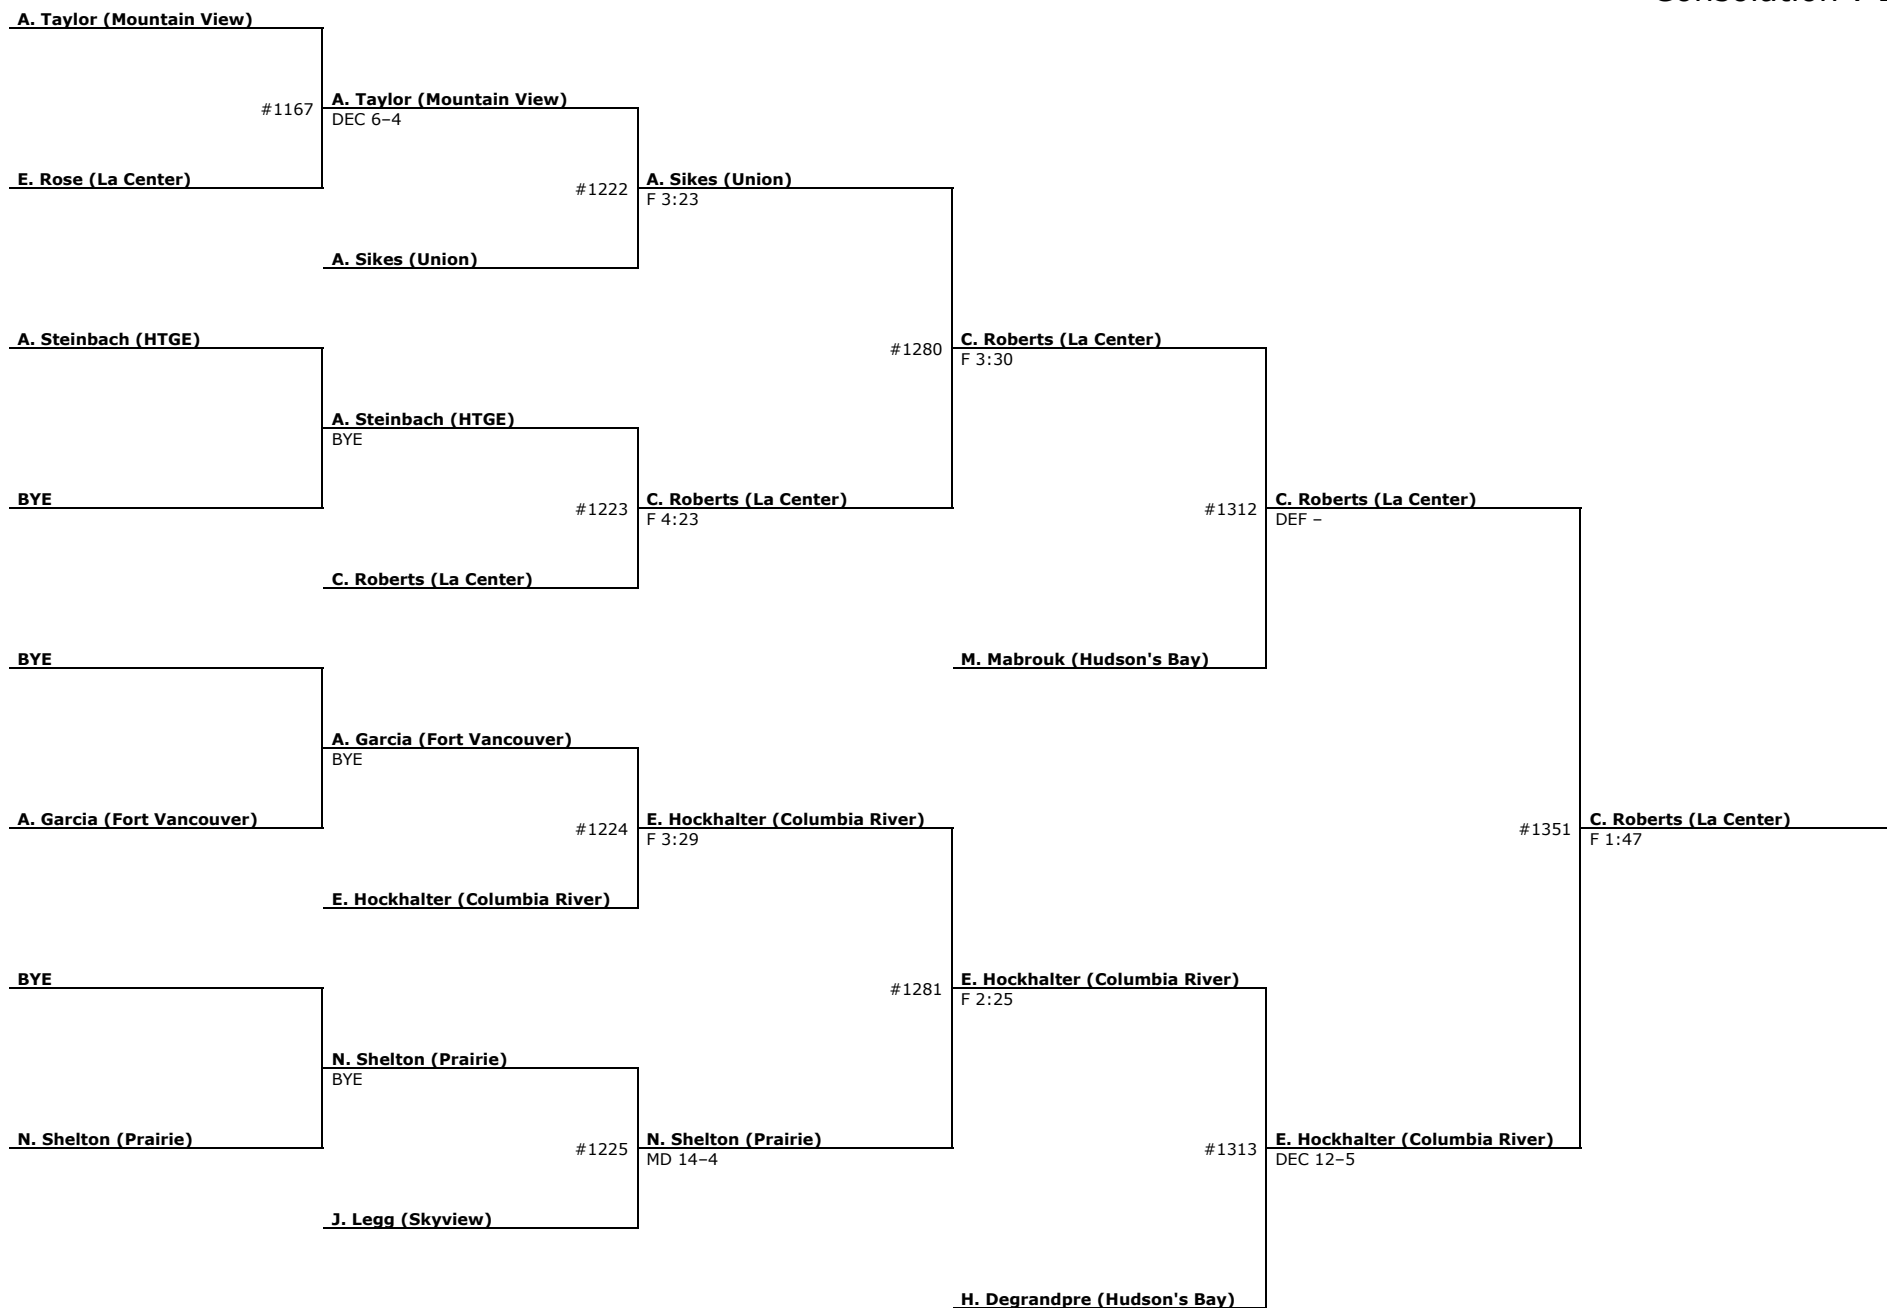 A. Taylor (Mountain View)
#1167
A. Taylor (Mountain View)
DEC 6–4
E. Rose (La Center)
#1222
A. Sikes (Union)
F 3:23
A. Sikes (Union)
A. Steinbach (HTGE)
#1280
C. Roberts (La Center)
F 3:30
A. Steinbach (HTGE)
BYE
BYE
#1223
C. Roberts (La Center)
F 4:23
#1312
C. Roberts (La Center)
DEF –
C. Roberts (La Center)
BYE
M. Mabrouk (Hudson's Bay)
A. Garcia (Fort Vancouver)
BYE
A. Garcia (Fort Vancouver)
#1224
E. Hockhalter (Columbia River)
F 3:29
#1351
C. Roberts (La Center)
F 1:47
E. Hockhalter (Columbia River)
BYE
#1281
E. Hockhalter (Columbia River)
F 2:25
N. Shelton (Prairie)
BYE
N. Shelton (Prairie)
#1225
N. Shelton (Prairie)
MD 14–4
#1313
E. Hockhalter (Columbia River)
DEC 12–5
J. Legg (Skyview)
H. Degrandpre (Hudson's Bay)